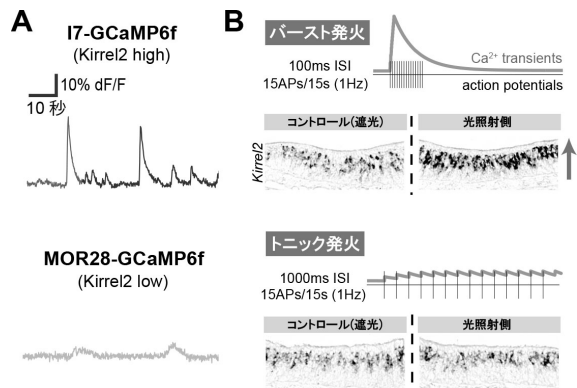 A
I7-GCaMP6f
(Kirrel2 high)
10% dF/F
10 秒
MOR28-GCaMP6f
(Kirrel2 low)
B
バースト発火
100ms ISI
15APs/15s (1Hz)
Ca²⁺ transients
action potentials
コントロール(遮光)
光照射側
Kirrel2
トニック発火
1000ms ISI
15APs/15s (1Hz)
コントロール(遮光)
光照射側